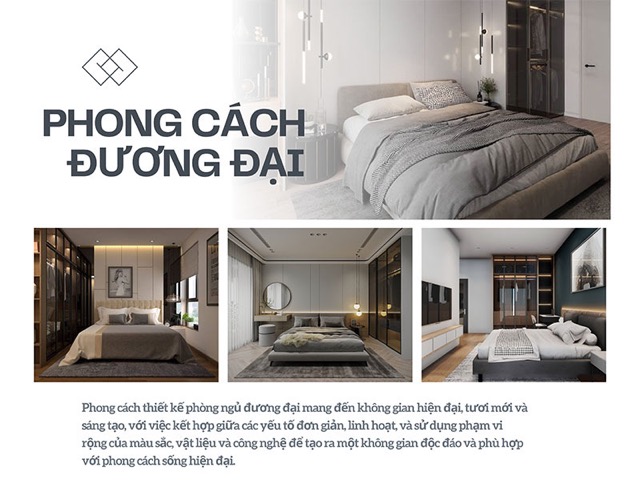 PHONG CÁCH
ĐƯƠNG ĐẠI
Phong cách thiết kế phòng ngủ đương đại mang đến không gian hiện đại, tươi mới và
sáng tạo, với việc kết hợp giữa các yếu tố đơn giản, linh hoạt, và sử dụng phạm vi
rộng của màu sắc, vật liệu và công nghệ để tạo ra một không gian độc đáo và phù hợp
với phong cách sống hiện đại.